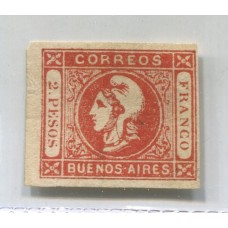 CORREOS
2. PESOS
FRANCO
BUENOS-AIRES.